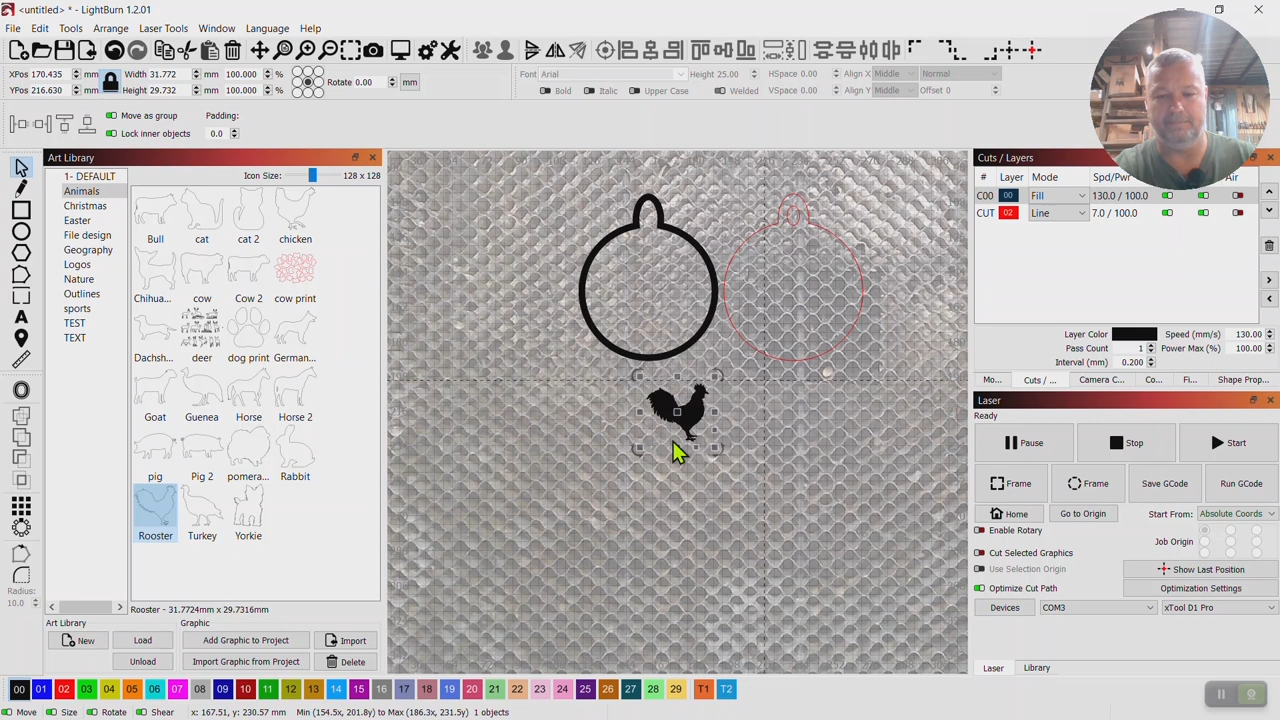 <untitled> * - LightBurn 1.2.01
File Edit Tools Arrange Laser Tools Window Language Help
XPos 170.435 mm Width 31.772 mm 100.000 %
YPos 216.630 mm Height 29.732 mm 100.000 %
Rotate 0.00 mm
Font Arial Height 25.00 HSpace 0.00 Align X Middle Normal
Bold Italic Upper Case Welded VSpace 0.00 Align Y Middle Offset 0
Move as group Padding:
Lock inner objects 0.0
Art Library
Icon Size: 128 x 128
1- DEFAULT
Animals
Christmas
Easter
File design
Geography
Logos
Nature
Outlines
sports
TEST
TEXT
Bull cat cat 2 chicken
Chihua... cow Cow 2 cow print
Dachsh... deer dog print German...
Goat Guenea Horse Horse 2
pig Pig 2 pomera... Rabbit
Rooster Turkey Yorkie
Radius:
10.0
Rooster - 31.7724mm x 29.7316mm
Art Library Graphic
New Load Add Graphic to Project Import
Unload Import Graphic from Project Delete
Cuts / Layers
# Layer Mode Spd/Pwr Air
C00 00 Fill 130.0 / 100.0
CUT 02 Line 7.0 / 100.0
Layer Color Speed (mm/s) 130.00
Pass Count 1 Power Max (%) 100.00
Interval (mm) 0.200
Mo... Cuts / ... Camera C... Co... Fi... Shape Prop...
Laser
Ready
Pause Stop Start
Frame Frame Save GCode Run GCode
Home Go to Origin Start From: Absolute Coords
Enable Rotary Job Origin
Cut Selected Graphics
Use Selection Origin Show Last Position
Optimize Cut Path Optimization Settings
Devices COM3 xTool D1 Pro
Laser Library
00 01 02 03 04 05 06 07 08 09 10 11 12 13 14 15 16 17 18 19 20 21 22 23 24 25 26 27 28 29 T1 T2
Move Size Rotate Shear x: 167.51, y: 230.57 mm Min (154.5x, 201.8y) to Max (186.3x, 231.5y) 1 objects